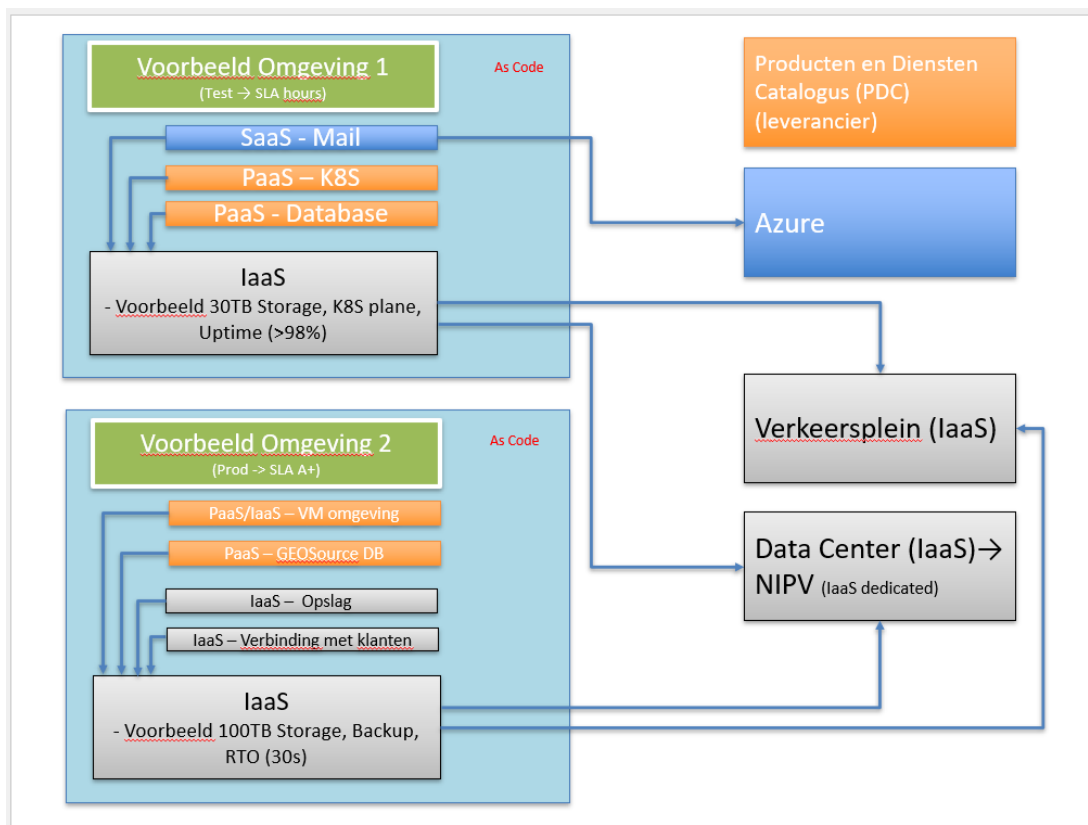 Voorbeeld Omgeving 1
(Test → SLA hours)
As Code
SaaS - Mail
PaaS – K8S
PaaS - Database
IaaS
- Voorbeeld 30TB Storage, K8S plane,
Uptime (>98%)
Voorbeeld Omgeving 2
(Prod -> SLA A+)
As Code
PaaS/IaaS – VM omgeving
PaaS – GEOSource DB
IaaS – Opslag
IaaS – Verbinding met klanten
IaaS
- Voorbeeld 100TB Storage, Backup,
RTO (30s)
Producten en Diensten
Catalogus (PDC)
(leverancier)
Azure
Verkeersplein (IaaS)
Data Center (IaaS)→
NIPV (IaaS dedicated)